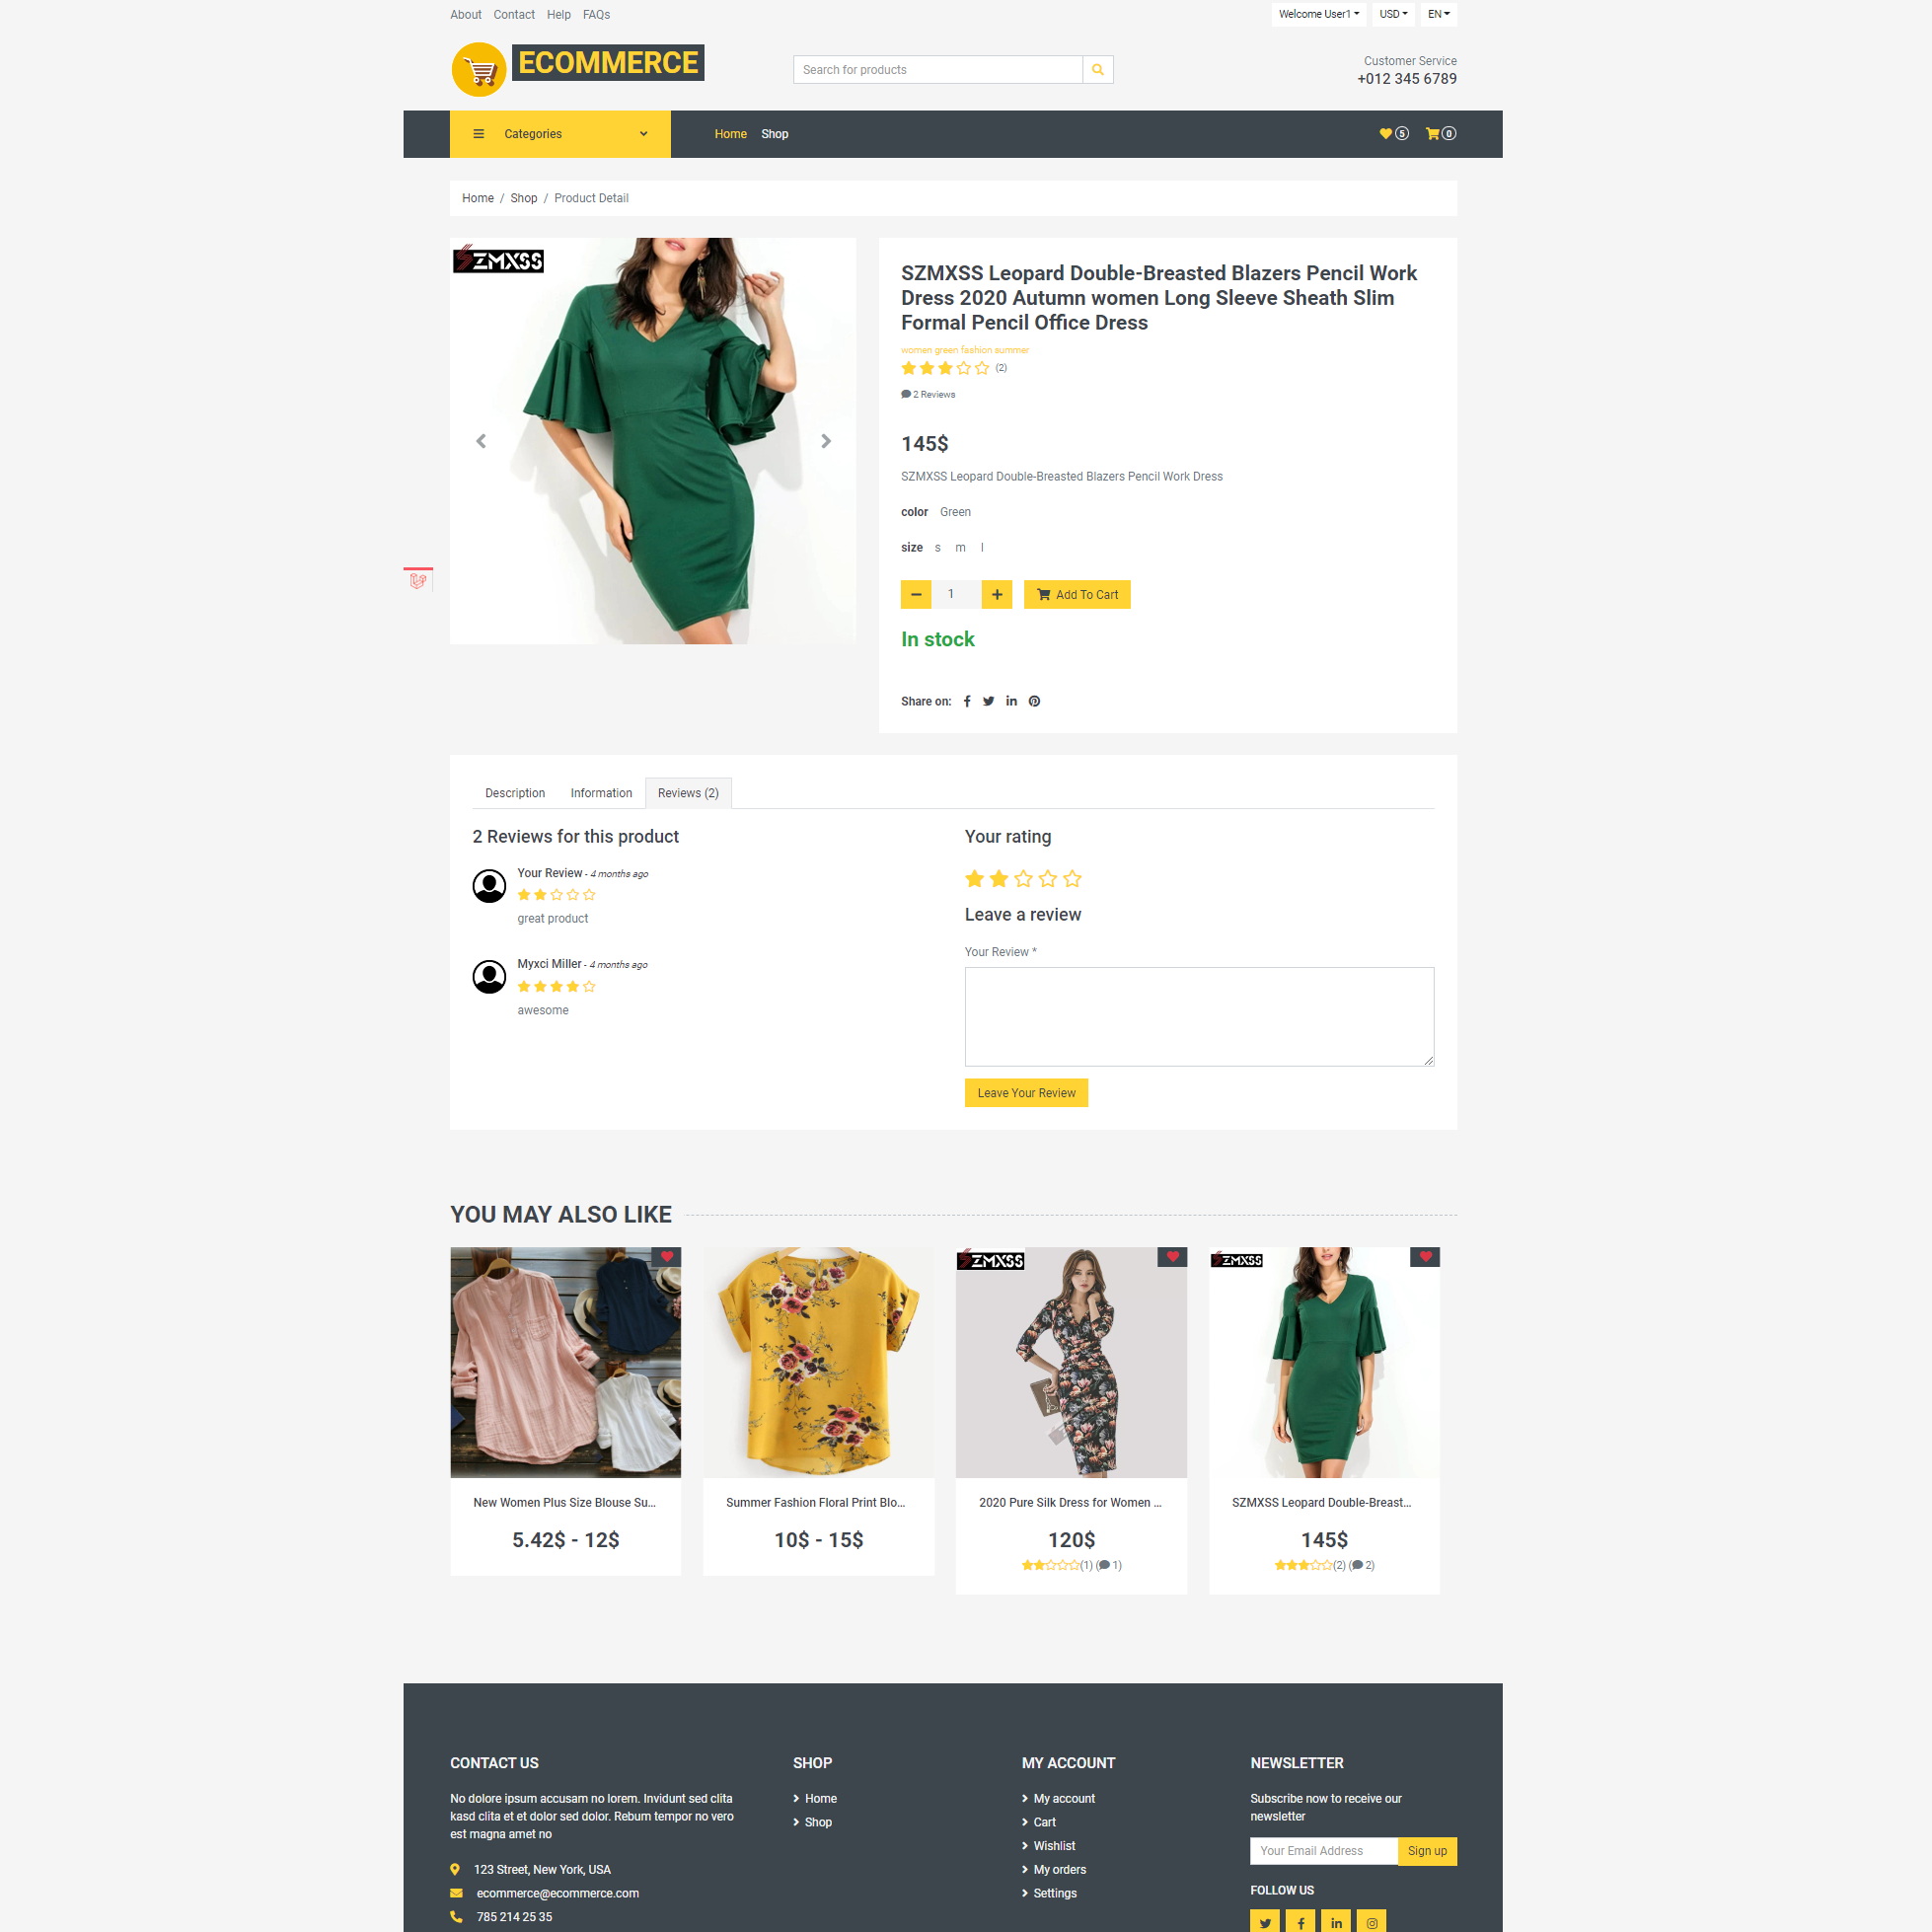 About Contact Help FAQs
Welcome User1 USD EN
ECOMMERCE
Search for products
Customer Service
+012 345 6789
Categories
Home Shop
5 0
Home / Shop / Product Detail
SZMXSS
SZMXSS Leopard Double-Breasted Blazers Pencil Work
Dress 2020 Autumn women Long Sleeve Sheath Slim
Formal Pencil Office Dress
women green fashion summer
(2)
2 Reviews
145$
SZMXSS Leopard Double-Breasted Blazers Pencil Work Dress
color Green
size s m l
1 Add To Cart
In stock
Share on:
Description Information Reviews (2)
2 Reviews for this product
Your Review - 4 months ago
great product
Myxci Miller - 4 months ago
awesome
Your rating
Leave a review
Your Review *
Leave Your Review
YOU MAY ALSO LIKE
New Women Plus Size Blouse Su...
5.42$ - 12$
Summer Fashion Floral Print Blo...
10$ - 15$
SZMXSS
2020 Pure Silk Dress for Women ...
120$
(1) ( 1)
SZMXSS
SZMXSS Leopard Double-Breast...
145$
(2) ( 2)
CONTACT US
No dolore ipsum accusam no lorem. Invidunt sed clita
kasd clita et et dolor sed dolor. Rebum tempor no vero
est magna amet no
123 Street, New York, USA
ecommerce@ecommerce.com
785 214 25 35
SHOP
Home
Shop
MY ACCOUNT
My account
Cart
Wishlist
My orders
Settings
NEWSLETTER
Subscribe now to receive our
newsletter
Your Email Address Sign up
FOLLOW US